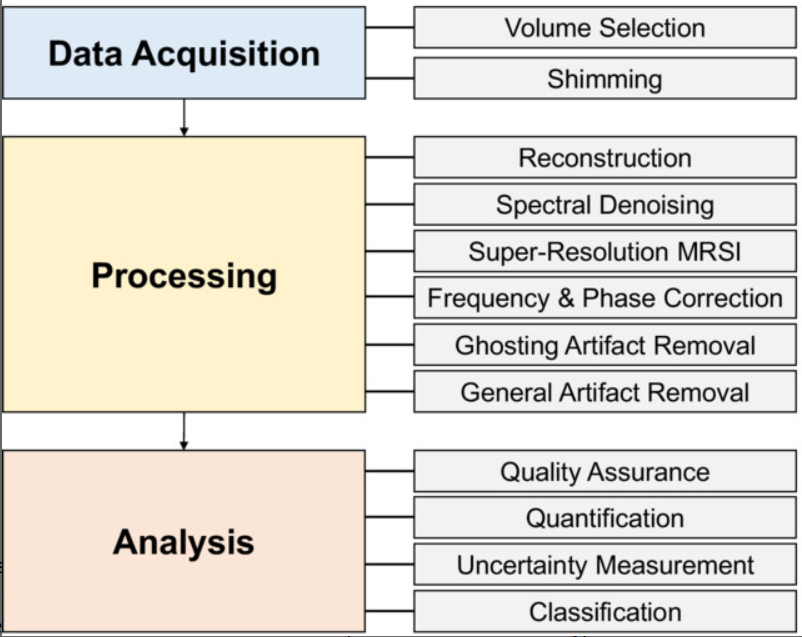 Data Acquisition
Volume Selection
Shimming
Processing
Reconstruction
Spectral Denoising
Super-Resolution MRSI
Frequency & Phase Correction
Ghosting Artifact Removal
General Artifact Removal
Analysis
Quality Assurance
Quantification
Uncertainty Measurement
Classification